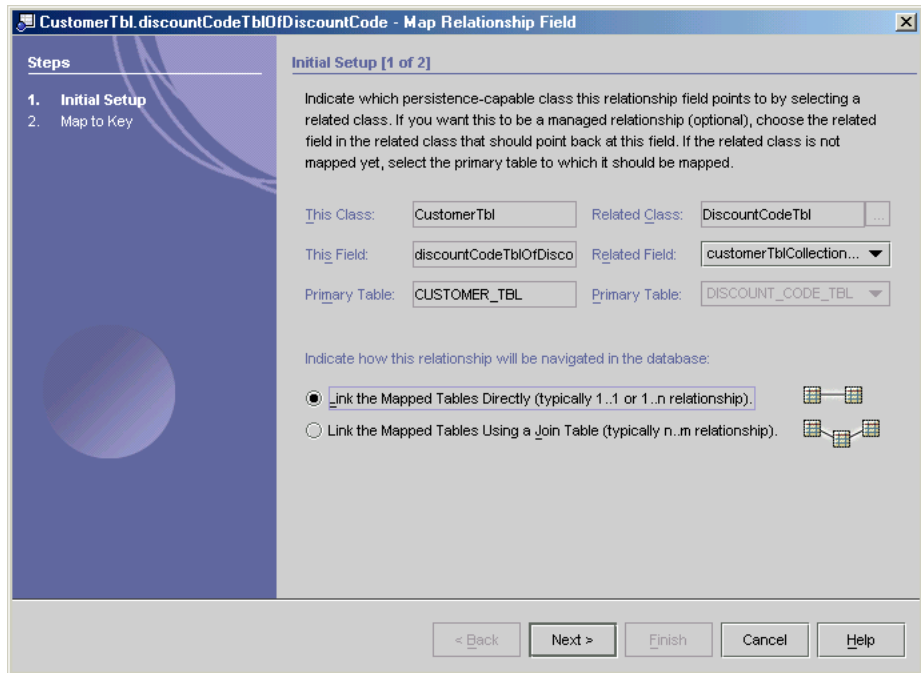 CustomerTbl.discountCodeTblOfDiscountCode - Map Relationship Field
Steps
1. Initial Setup
2. Map to Key
Initial Setup [1 of 2]
Indicate which persistence-capable class this relationship field points to by selecting a
related class. If you want this to be a managed relationship (optional), choose the related
field in the related class that should point back at this field. If the related class is not
mapped yet, select the primary table to which it should be mapped.
This Class: CustomerTbl Related Class: DiscountCodeTbl ...
This Field: discountCodeTblOfDisco Related Field: customerTblCollection...
Primary Table: CUSTOMER_TBL Primary Table: DISCOUNT_CODE_TBL
Indicate how this relationship will be navigated in the database:
Link the Mapped Tables Directly (typically 1..1 or 1..n relationship).
Link the Mapped Tables Using a Join Table (typically n..m relationship).
< Back Next > Finish Cancel Help